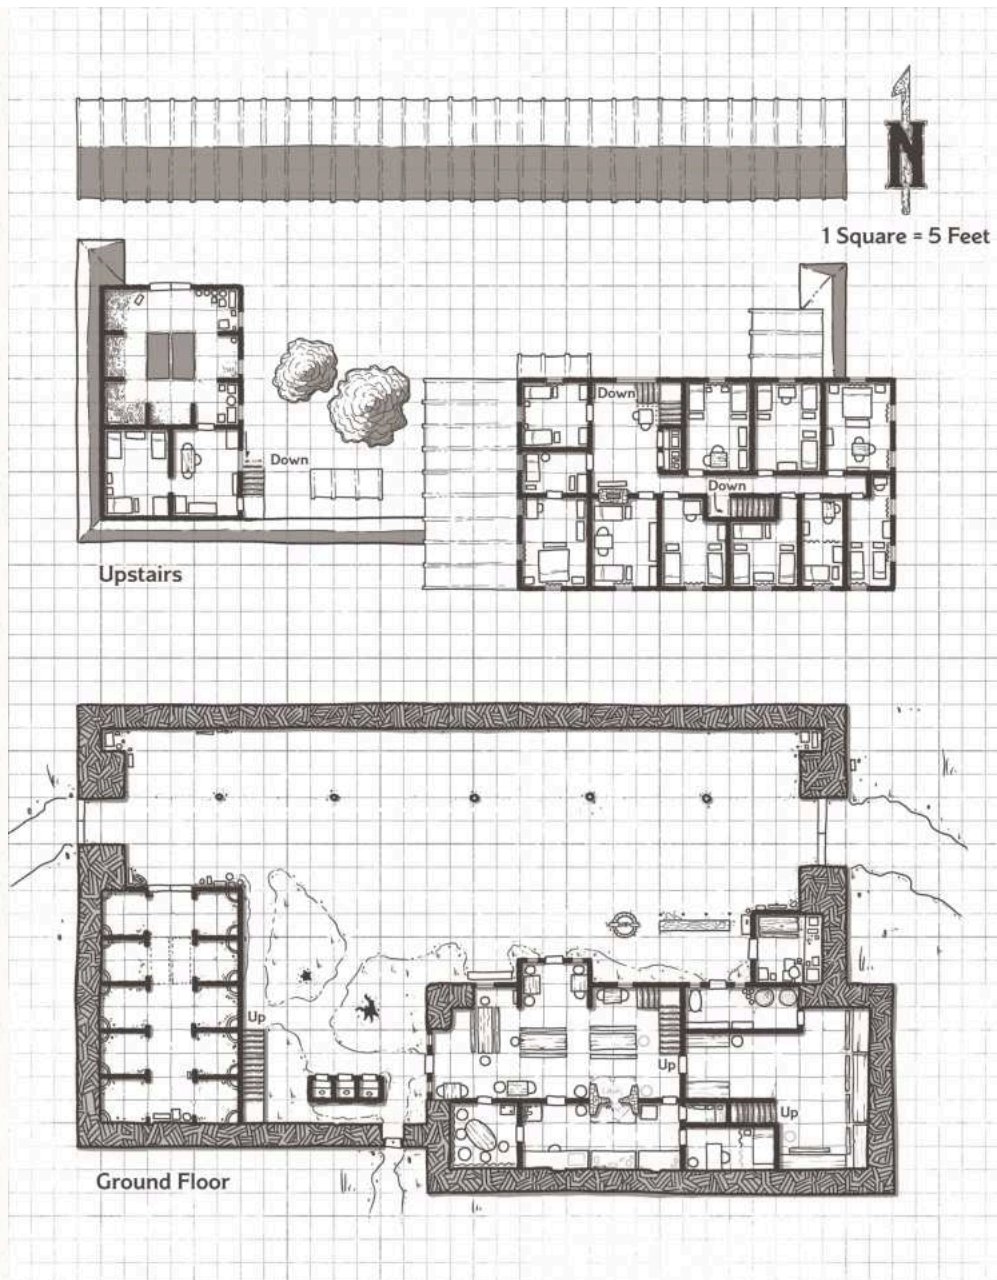 N
1 Square = 5 Feet
Down
Down
Down
Upstairs
Up
Up
Up
Ground Floor